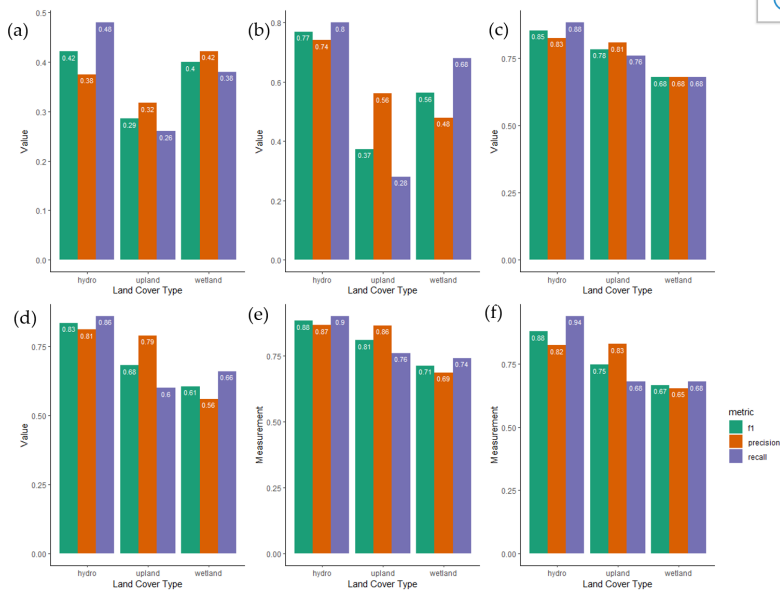 (a)
Value
0.5
0.4
0.3
0.2
0.1
0.0
0.42
0.38
0.48
0.29
0.32
0.26
0.4
0.42
0.38
hydro upland wetland
Land Cover Type
(b)
Value
0.8
0.6
0.4
0.2
0.0
0.77
0.74
0.8
0.37
0.56
0.28
0.56
0.48
0.68
hydro upland wetland
Land Cover Type
(c)
Value
0.75
0.50
0.25
0.00
0.85
0.83
0.88
0.78
0.81
0.76
0.68
0.68
0.68
hydro upland wetland
Land Cover Type
(d)
Value
0.75
0.50
0.25
0.00
0.83
0.81
0.86
0.68
0.79
0.6
0.61
0.56
0.66
hydro upland wetland
Land Cover Type
(e)
Measurement
0.75
0.50
0.25
0.00
0.88
0.87
0.9
0.81
0.86
0.76
0.71
0.69
0.74
hydro upland wetland
Land Cover Type
(f)
Measurement
0.75
0.50
0.25
0.00
0.88
0.82
0.94
0.75
0.83
0.68
0.67
0.65
0.68
hydro upland wetland
Land Cover Type
metric
f1
precision
recall